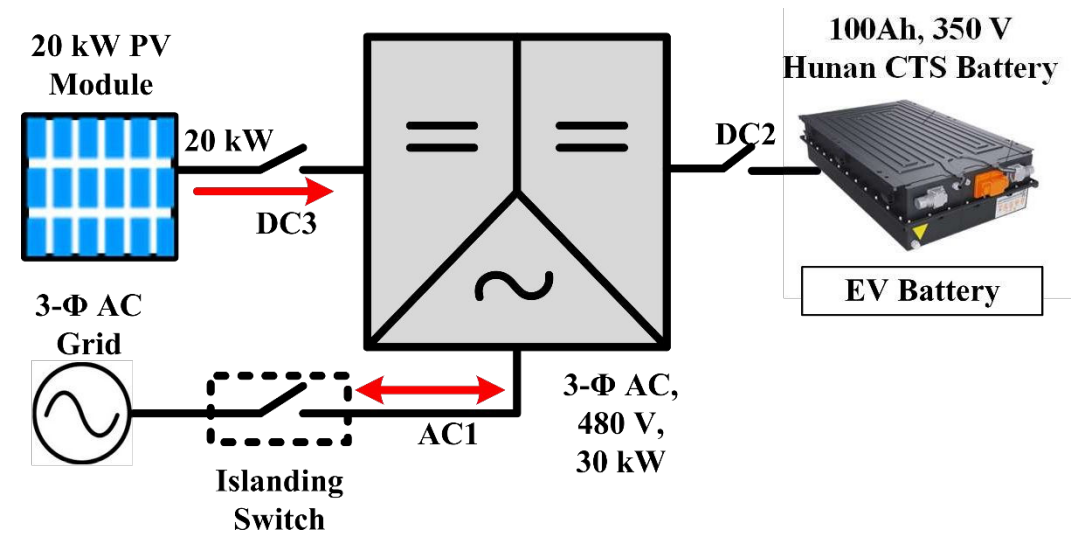 20 kW PV
Module
20 kW
DC3
3-Φ AC
Grid
AC1
Islanding
Switch
3-Φ AC,
480 V,
30 kW
DC2
100Ah, 350 V
Hunan CTS Battery
EV Battery